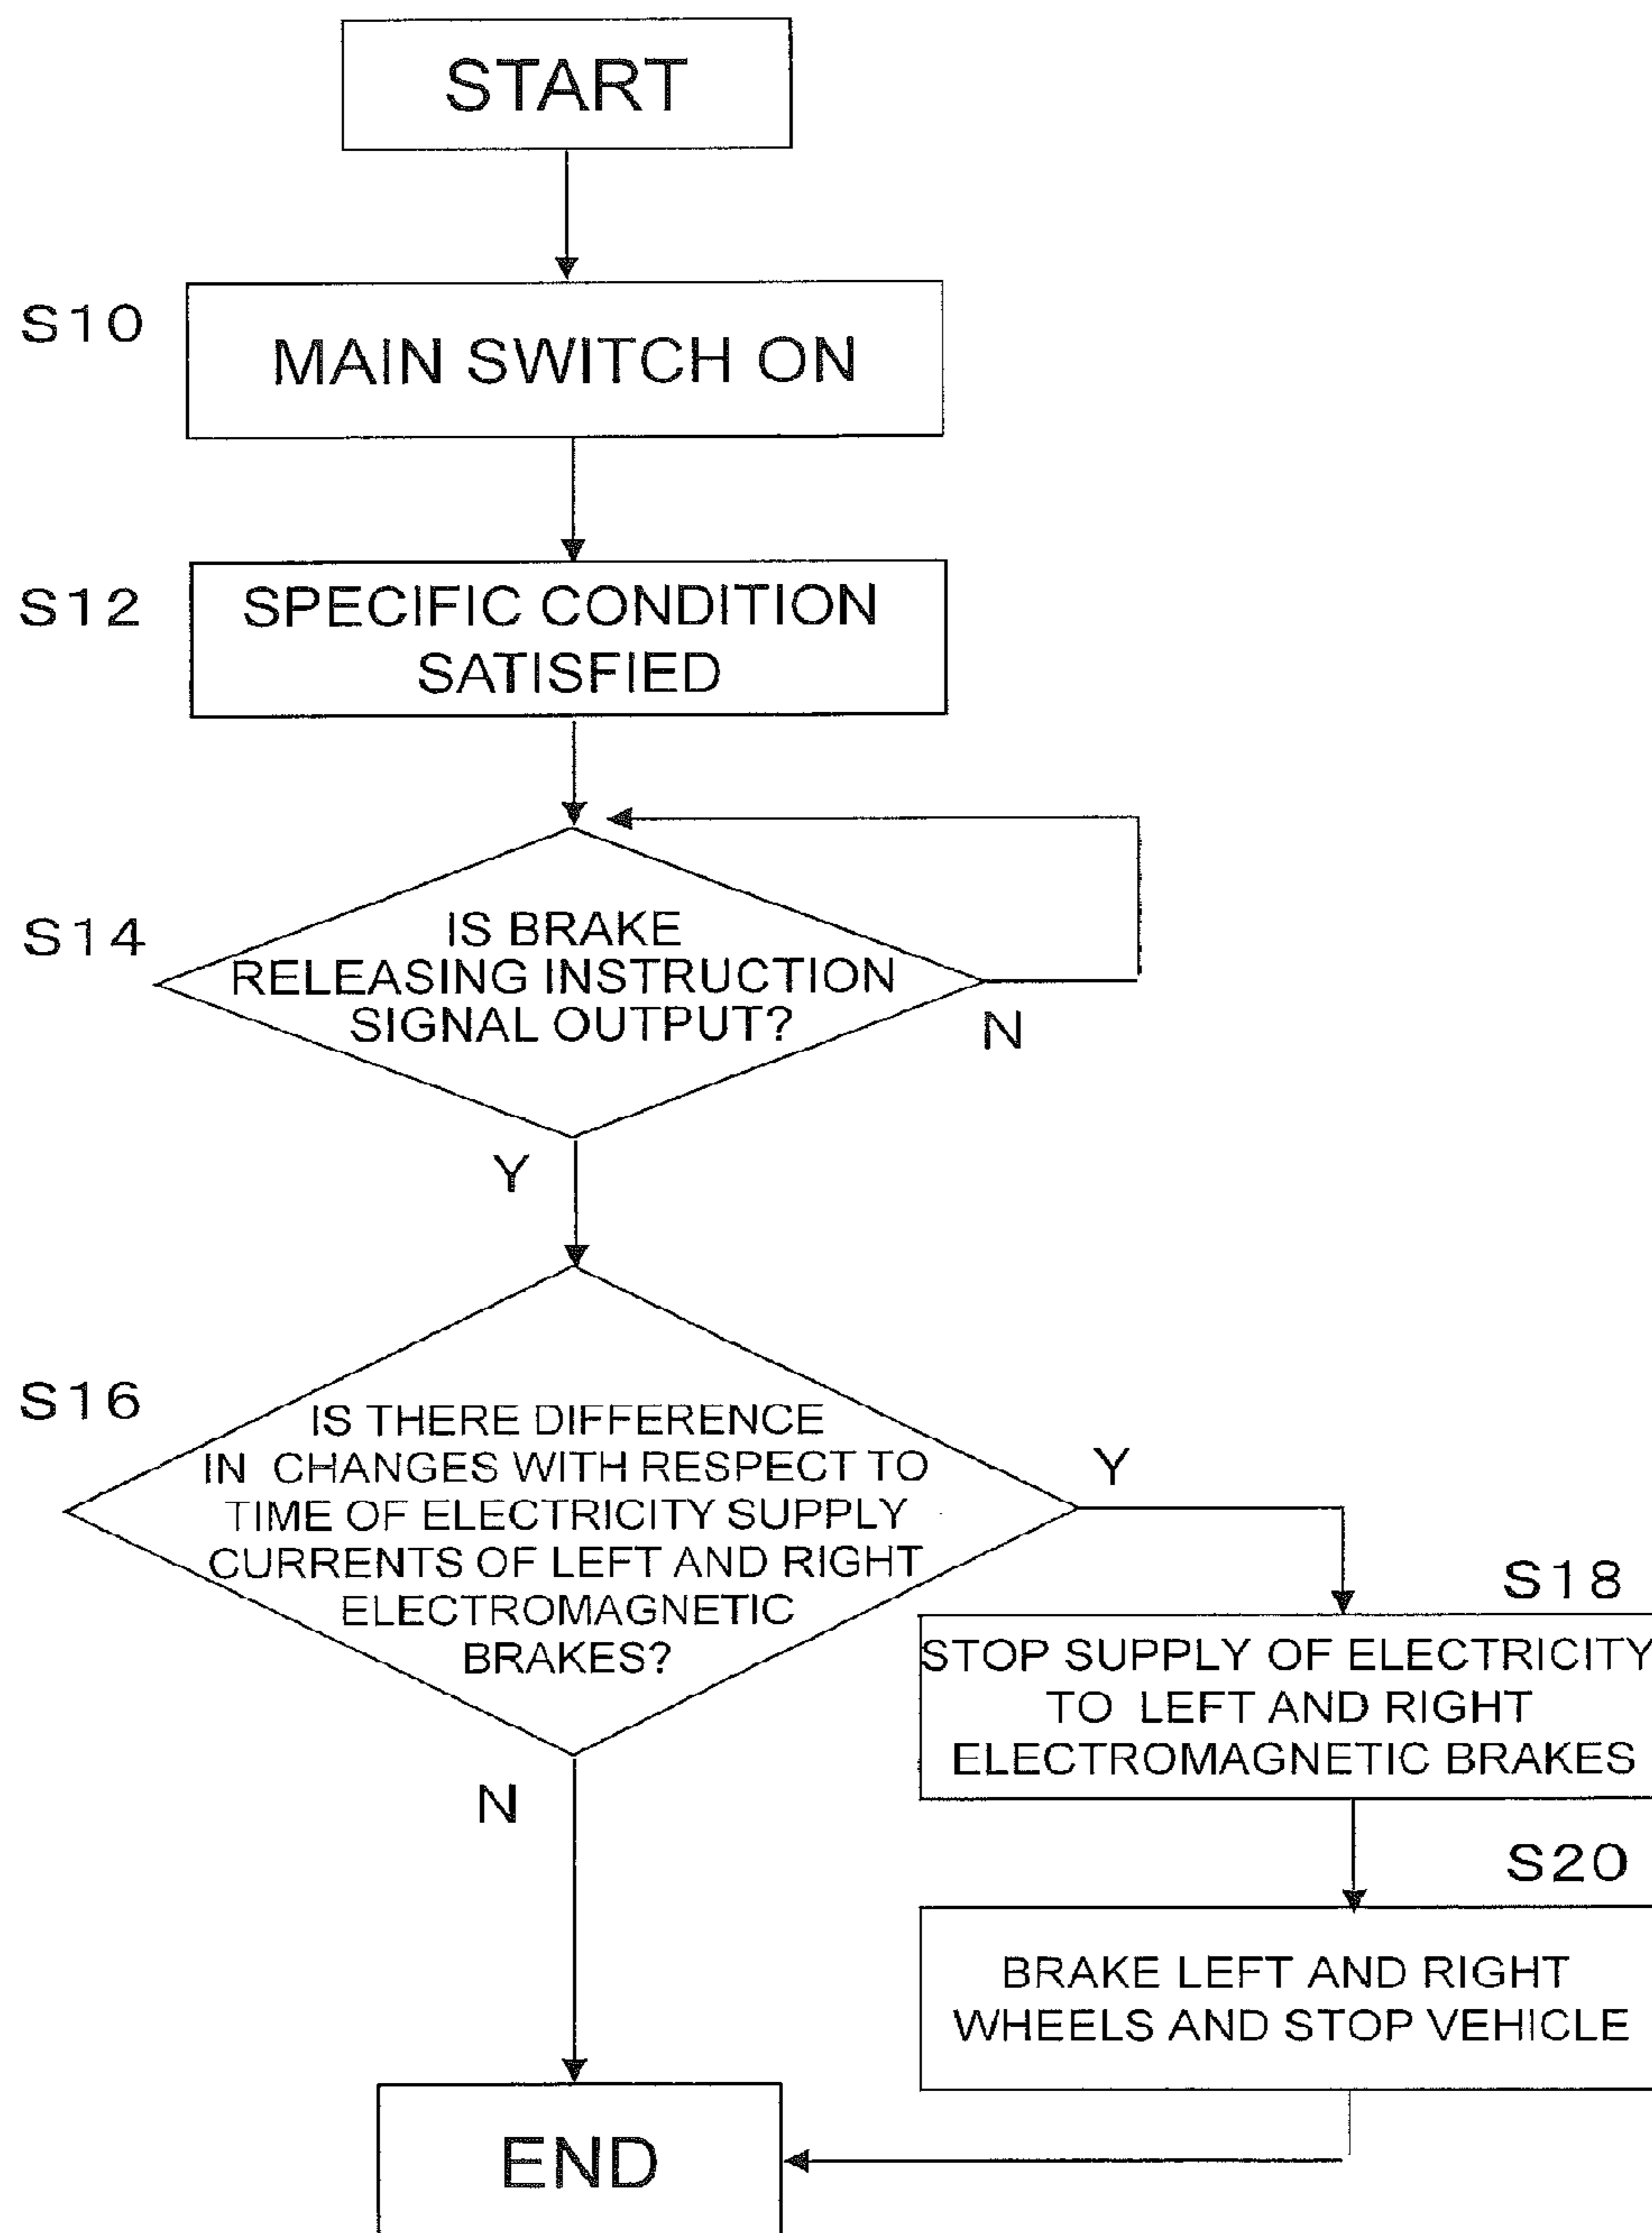 START
S10
MAIN SWITCH ON
S12
SPECIFIC CONDITION
SATISFIED
S14
IS BRAKE
RELEASING INSTRUCTION
SIGNAL OUTPUT?
N
Y
S16
IS THERE DIFFERENCE
IN CHANGES WITH RESPECT TO
TIME OF ELECTRICITY SUPPLY
CURRENTS OF LEFT AND RIGHT
ELECTROMAGNETIC
BRAKES?
Y
N
S18
STOP SUPPLY OF ELECTRICITY
TO LEFT AND RIGHT
ELECTROMAGNETIC BRAKES
S20
BRAKE LEFT AND RIGHT
WHEELS AND STOP VEHICLE
END